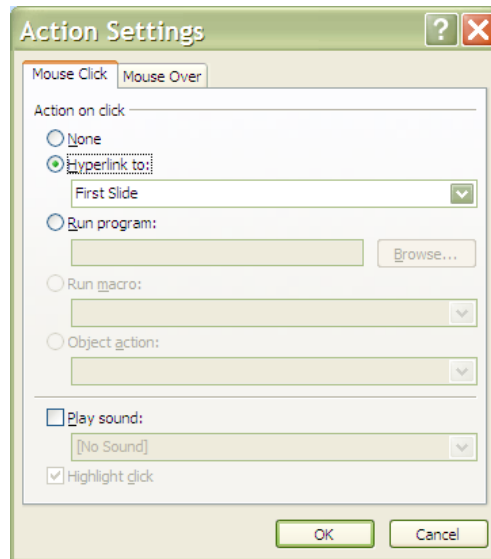 Action Settings
Mouse Click Mouse Over
Action on click
None
Hyperlink to:
First Slide
Run program:
Browse...
Run macro:
Object action:
Play sound:
[No Sound]
Highlight click
OK Cancel